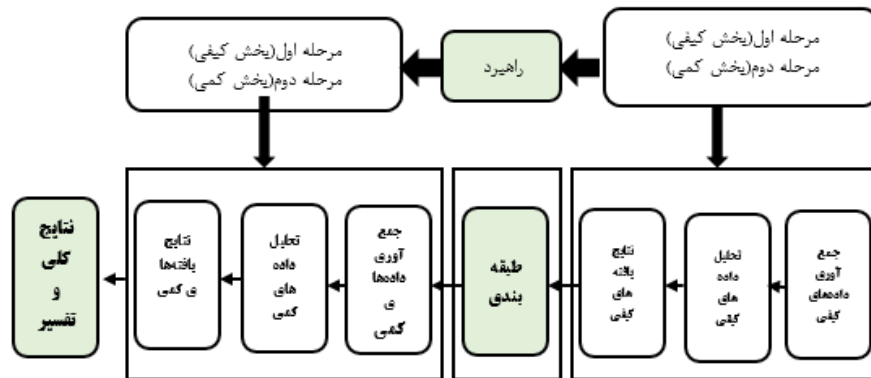 مرحله اول(بخش کیفی)
مرحله دوم(بخش کمی)
راهبرد
مرحله اول(بخش کیفی)
مرحله دوم(بخش کمی)
جمع
آوری
داده‌های
کیفی
تحلیل
داده
های
کیفی
نتایج
یافته
های
کیفی
طبقه
بندی
جمع
آوری
داده‌ها
ی
کمی
تحلیل
داده
های
کمی
نتایج
یافته‌ها
ی کمی
نتایج
کلی
و
تفسیر